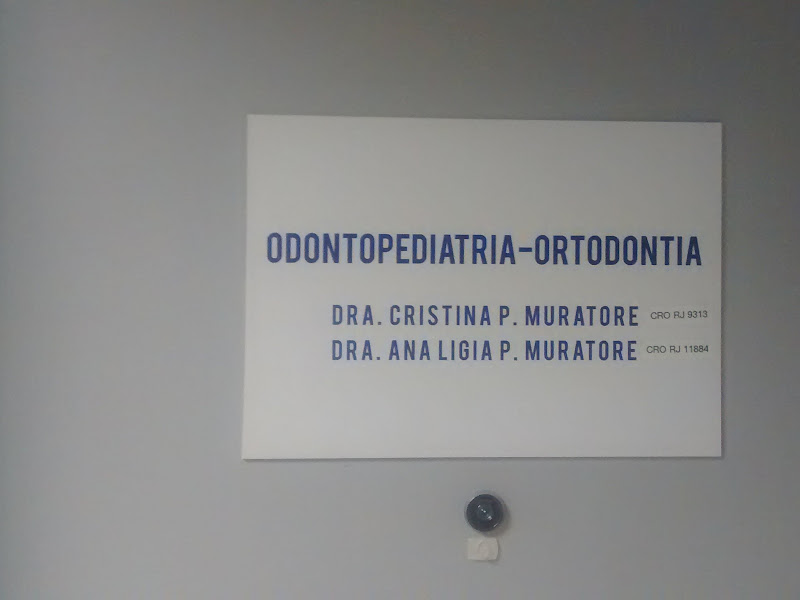 ODONTOPEDIATRIA-ORTODONTIA
DRA. CRISTINA P. MURATORE CRO RJ 9313
DRA. ANA LIGIA P. MURATORE CRO RJ 11884